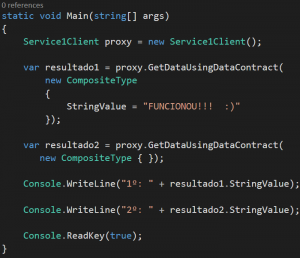 0 references
static void Main(string[] args)
{
Service1Client proxy = new Service1Client();
var resultado1 = proxy.GetDataUsingDataContract(
new CompositeType
{
StringValue = "FUNCIONOU!!!  :)"
});
var resultado2 = proxy.GetDataUsingDataContract(
new CompositeType { });
Console.WriteLine("1º: " + resultado1.StringValue);
Console.WriteLine("2º: " + resultado2.StringValue);
Console.ReadKey(true);
}